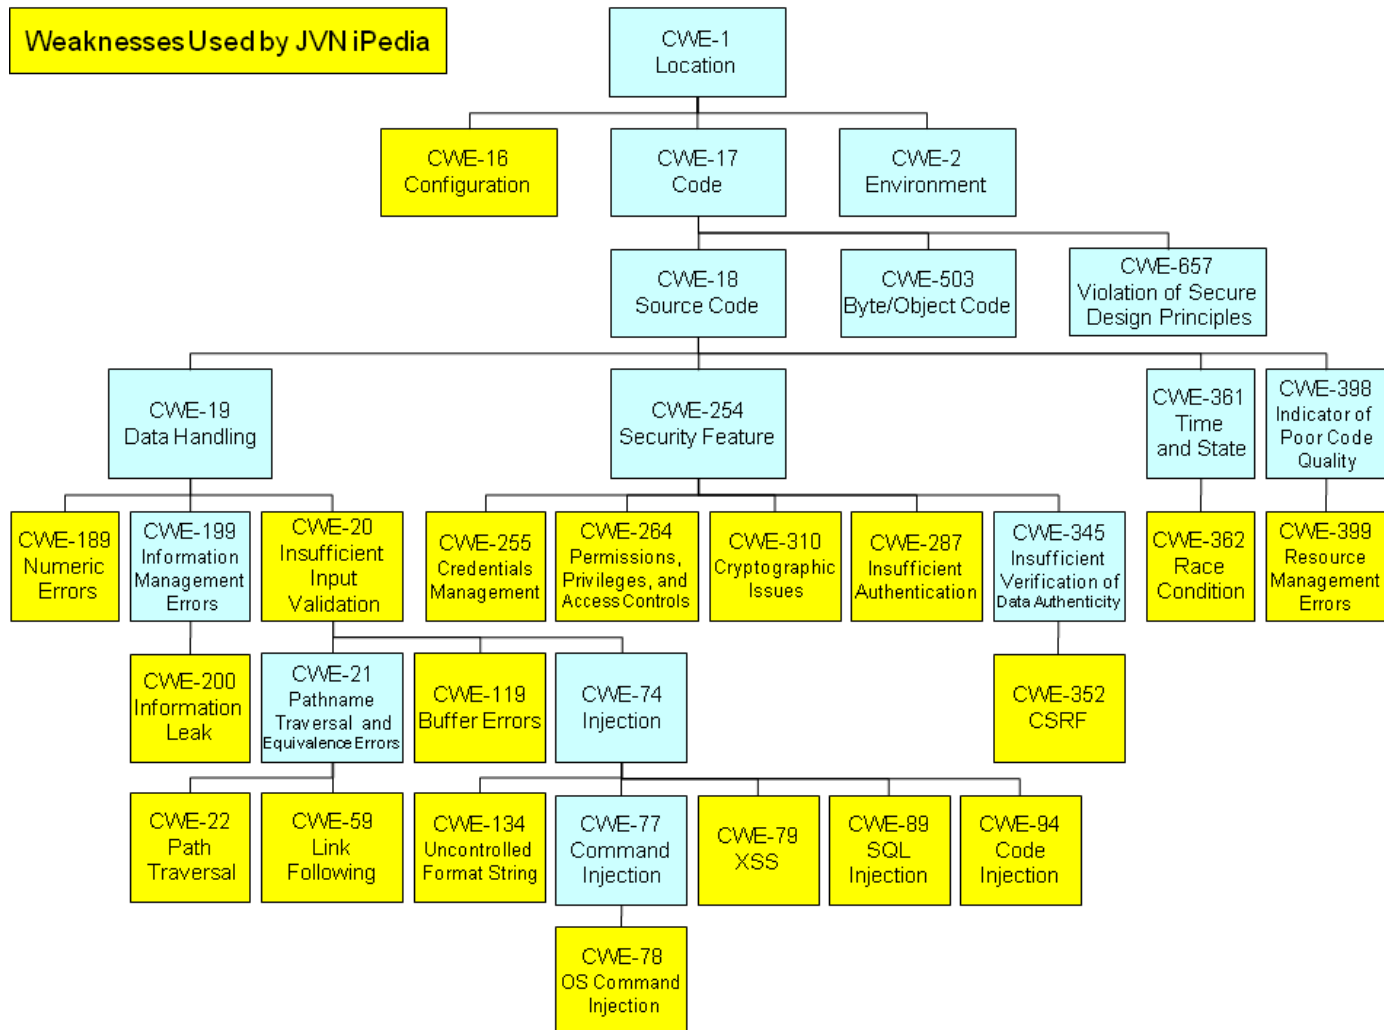 Weaknesses Used by JVN iPedia
CWE-1
Location
CWE-16
Configuration
CWE-17
Code
CWE-2
Environment
CWE-18
Source Code
CWE-503
Byte/Object Code
CWE-657
Violation of Secure
Design Principles
CWE-19
Data Handling
CWE-254
Security Feature
CWE-361
Time
and State
CWE-398
Indicator of
Poor Code
Quality
CWE-189
Numeric
Errors
CWE-199
Information
Management
Errors
CWE-20
Insufficient
Input
Validation
CWE-255
Credentials
Management
CWE-264
Permissions,
Privileges, and
Access Controls
CWE-310
Cryptographic
Issues
CWE-287
Insufficient
Authentication
CWE-345
Insufficient
Verification of
Data Authenticity
CWE-362
Race
Condition
CWE-399
Resource
Management
Errors
CWE-200
Information
Leak
CWE-21
Pathname
Traversal and
Equivalence Errors
CWE-119
Buffer Errors
CWE-74
Injection
CWE-352
CSRF
CWE-22
Path
Traversal
CWE-59
Link
Following
CWE-134
Uncontrolled
Format String
CWE-77
Command
Injection
CWE-79
XSS
CWE-89
SQL
Injection
CWE-94
Code
Injection
CWE-78
OS Command
Injection